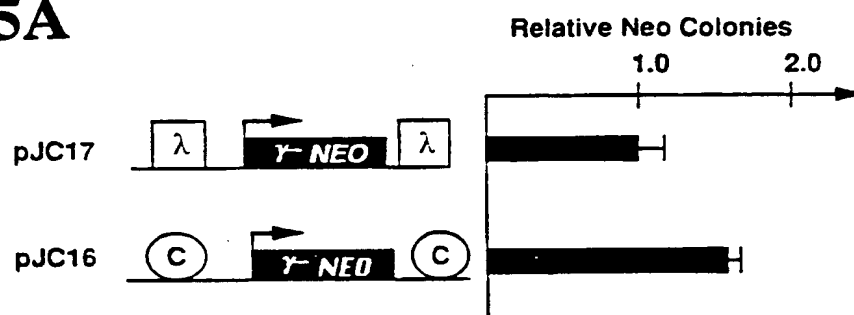 5A
Relative Neo Colonies
1.0 2.0
pJC17 λ γ- NEO λ
pJC16 C γ- NEO C